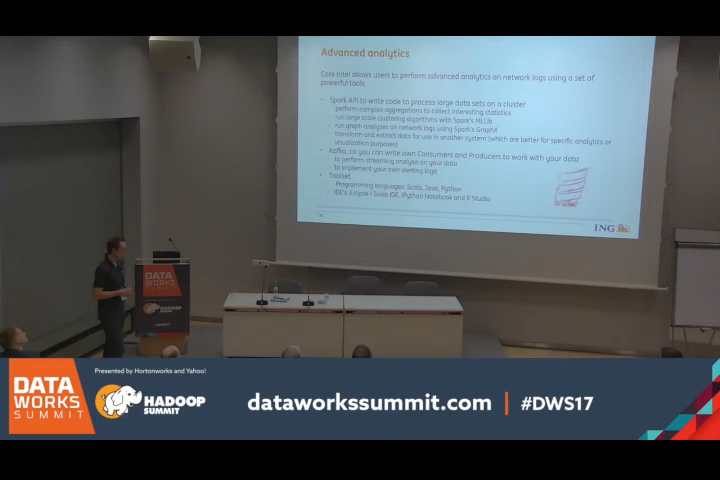 Advanced analytics
Core Intel allows users to perform advanced analytics on network logs using a set of
powerful tools
• Spark API to write code to process large data sets on a cluster
perform complex aggregations to collect interesting statistics
run large scale clustering algorithms with Spark's MLLib
run graph analyses on network logs using Spark's GraphX
transform and extract data for use in another system (which are better for specific analytics or
visualization purposes)
• Kafka, so you can write own Consumers and Producers to work with your data
to perform streaming analysis on your data
to implement your own alerting logic
• Toolset
Programming languages: Scala, Java, Python
IDE's: Eclipse / Scala IDE, IPython Notebook and R Studio
ING
DATA
WORKS
SUMMIT
HADOOP
SUMMIT
DATA
WORKS
SUMMIT
Presented by Hortonworks and Yahoo!
HADOOP
SUMMIT
dataworkssummit.com
#DWS17